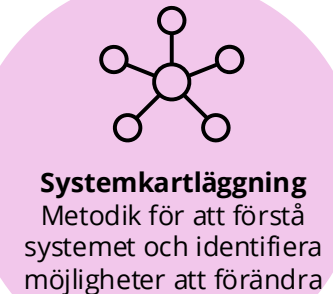 Systemkartläggning
Metodik för att förstå
systemet och identifiera
möjligheter att förändra